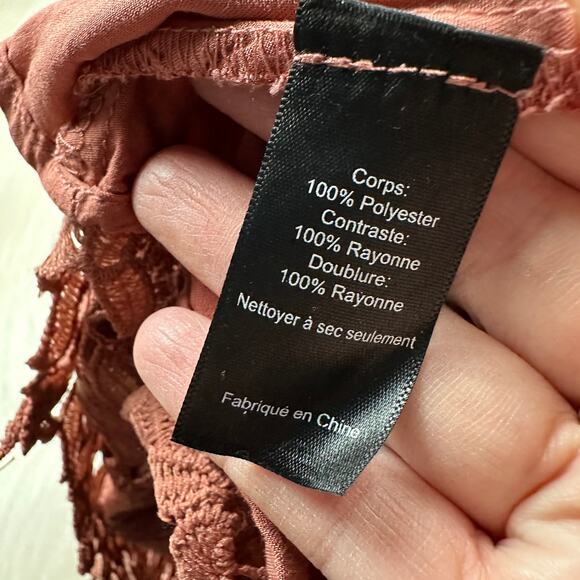 Corps:
100% Polyester
Contraste:
100% Rayonne
Doublure:
100% Rayonne
Nettoyer à sec seulement
Fabriqué en Chine